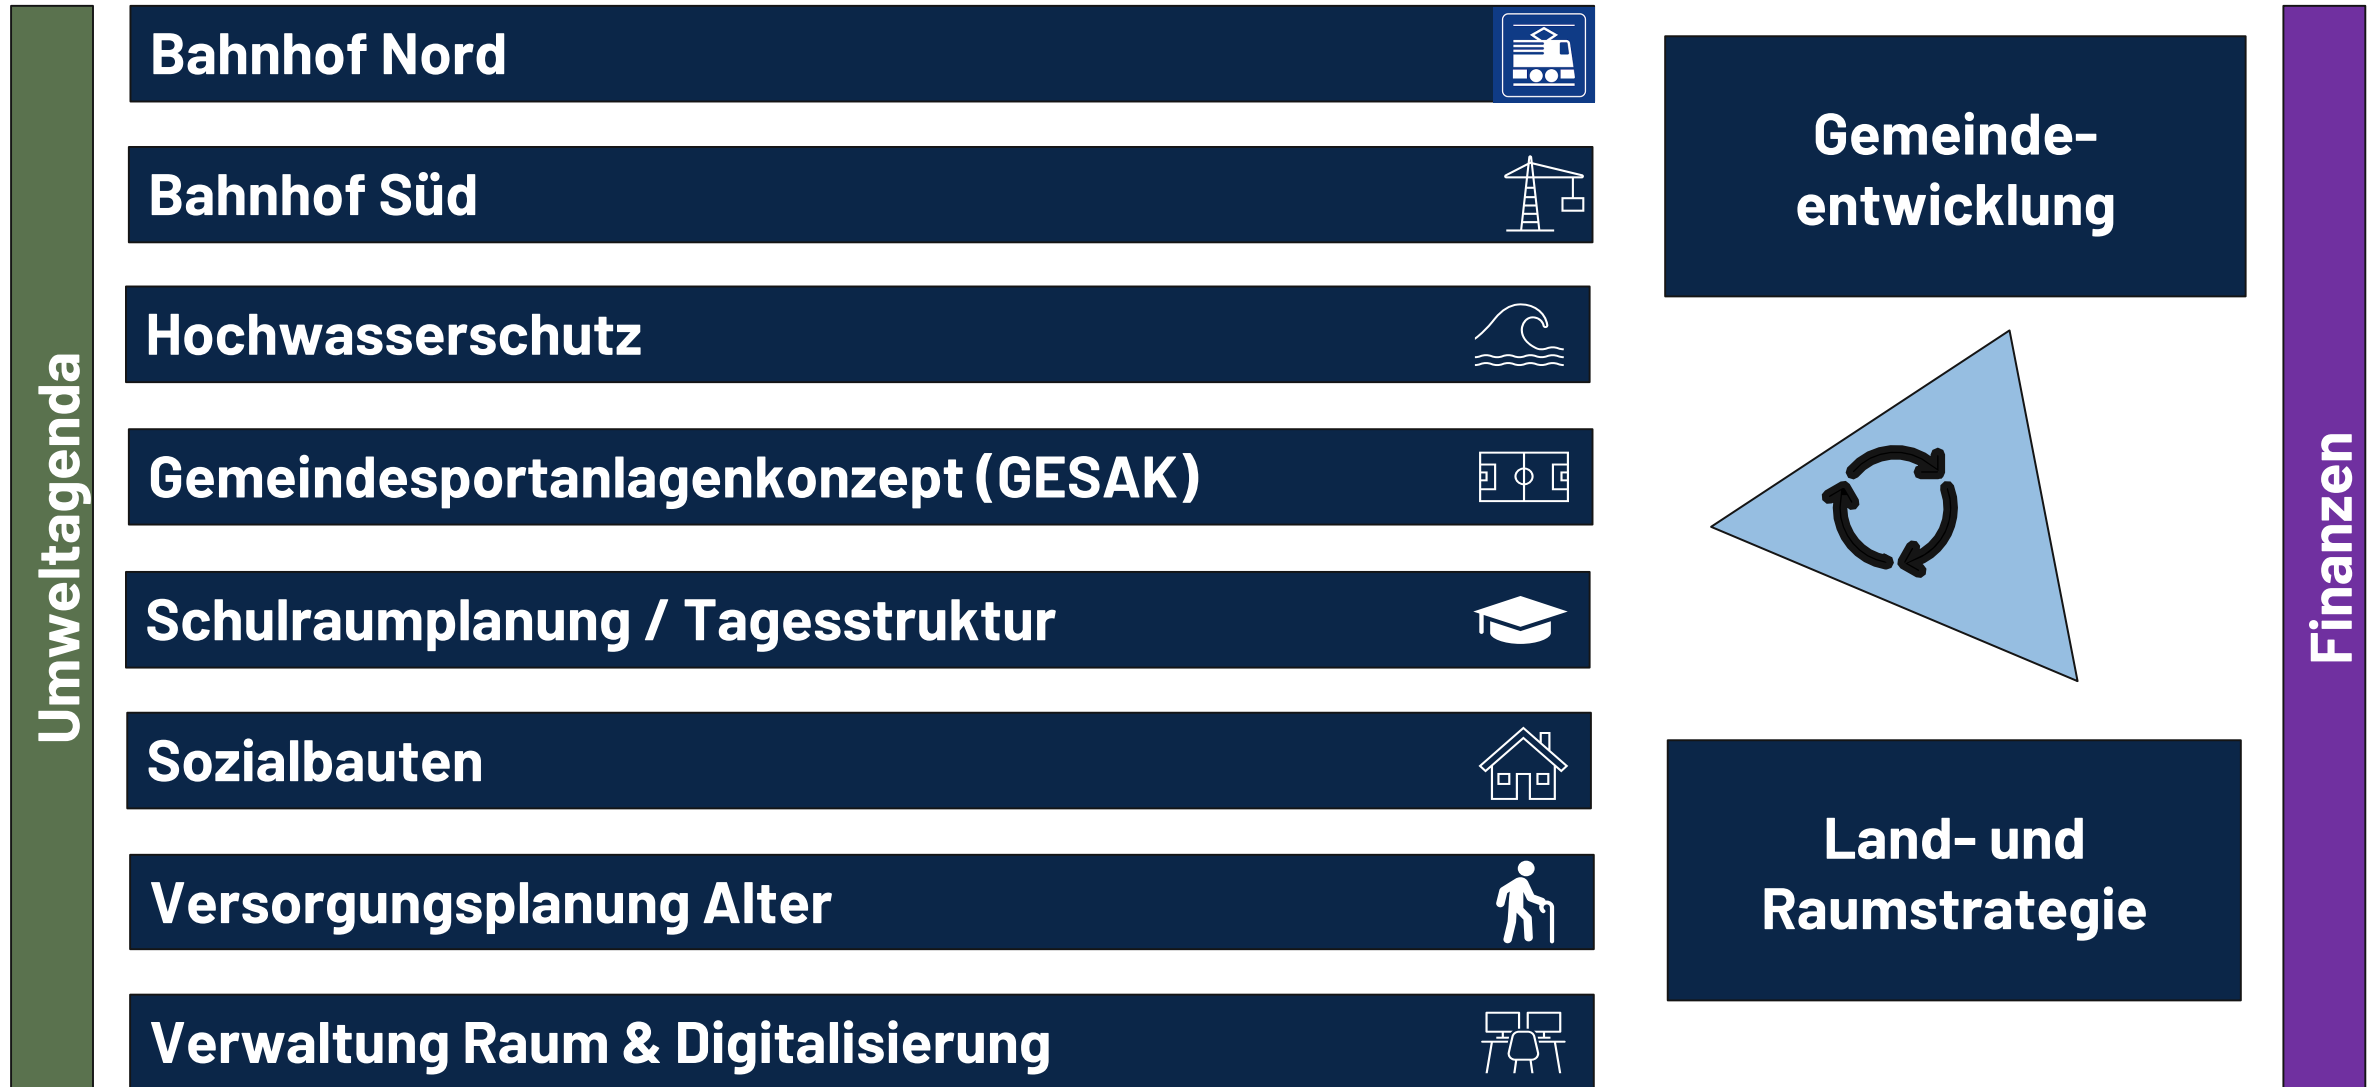 Umweltagenda
Bahnhof Nord
Bahnhof Süd
Hochwasserschutz
Gemeindesportanlagenkonzept (GESAK)
Schulraumplanung / Tagesstruktur
Sozialbauten
Versorgungsplanung Alter
Verwaltung Raum & Digitalisierung
Gemeinde-
entwicklung
Land- und
Raumstrategie
Finanzen